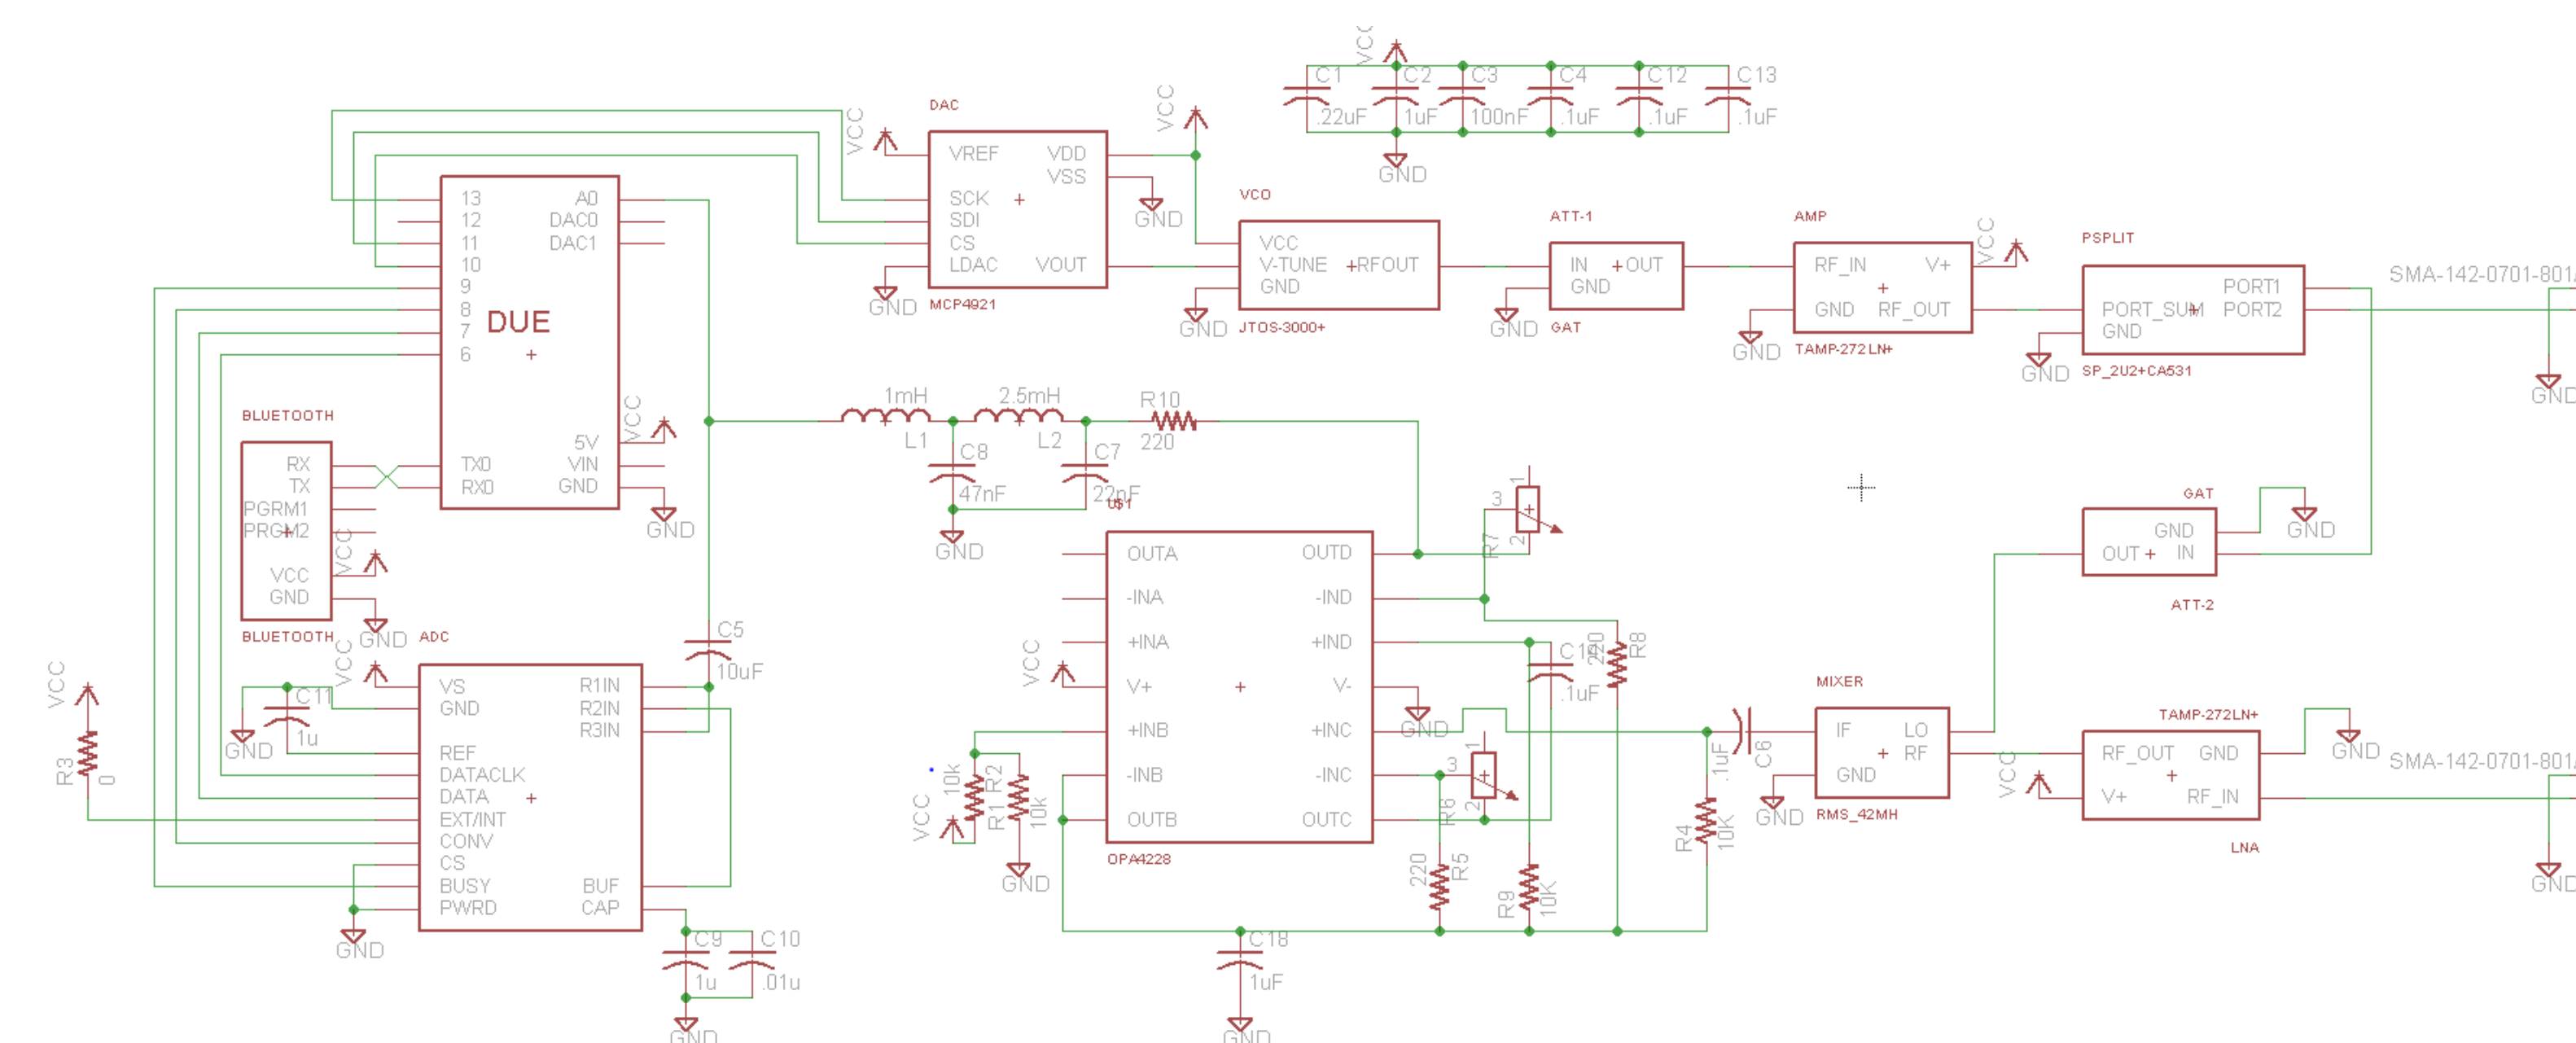 VCC
C1
C2
C3
C4
C12
C13
.22uF
1uF
100nF
.1uF
.1uF
.1uF
GND
DAC
VCC
VCC
VREF
VDD
VSS
SCK
SDI
CS
LDAC
VOUT
GND
GND
MCP4921
VCO
VCC
V-TUNE
RFOUT
GND
GND
JTOS-3000+
ATT-1
IN
OUT
GND
GND
GAT
AMP
RF_IN
V+
GND
RF_OUT
VCC
GND
TAMP-272LN+
PSPLIT
PORT1
PORT_SUM
PORT2
GND
GND
SP_2U2+CA531
SMA-142-0701-801
GND
13
A0
12
DAC0
11
DAC1
10
9
8
7
6
DUE
5V
VCC
TX0
VIN
RX0
GND
GND
BLUETOOTH
RX
TX
PGRM1
PRGM2
VCC
VCC
GND
GND
BLUETOOTH
1mH
L1
2.5mH
L2
R10
220
C8
47nF
C7
22nF
GND
U$1
OUTA
OUTD
-INA
-IND
+INA
+IND
V+
V-
+INB
+INC
-INB
-INC
OUTB
OUTC
OPA4228
VCC
GND
1
3
2
R7
R8
.1uF
1
3
2
R6
220
R5
R9
10K
R4
10K
.1uF
C6
10k
R2
R1
10k
VCC
GND
C18
1uF
GND
GAT
GND
OUT
IN
GND
ATT-2
MIXER
IF
LO
RF
GND
GND
RMS_42MH
TAMP-272LN+
RF_OUT
GND
V+
RF_IN
VCC
GND
LNA
SMA-142-0701-801
GND
ADC
VCC
VS
R1IN
GND
R2IN
R3IN
REF
DATACLK
DATA
EXT/INT
CONV
CS
BUSY
BUF
PWRD
CAP
C5
10uF
C11
1u
GND
VCC
R3
0
GND
C9
1u
C10
.01u
GND